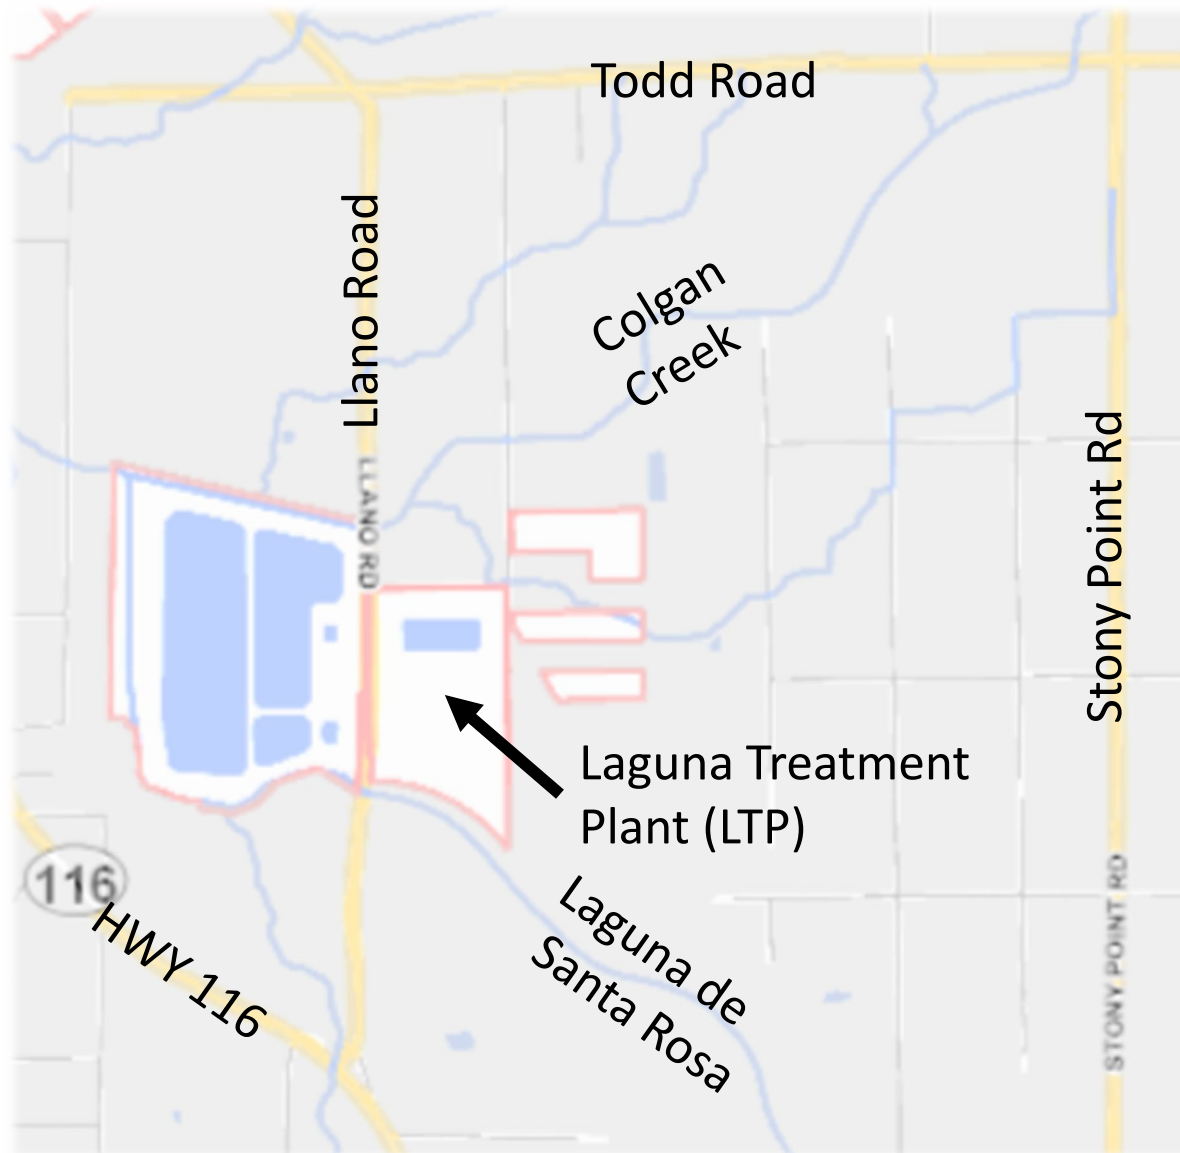 Todd Road
Llano Road
Colgan
Creek
LLANO RD
Stony Point Rd
Laguna Treatment
Plant (LTP)
116
HWY 116
Laguna de
Santa Rosa
STONY POINT RD